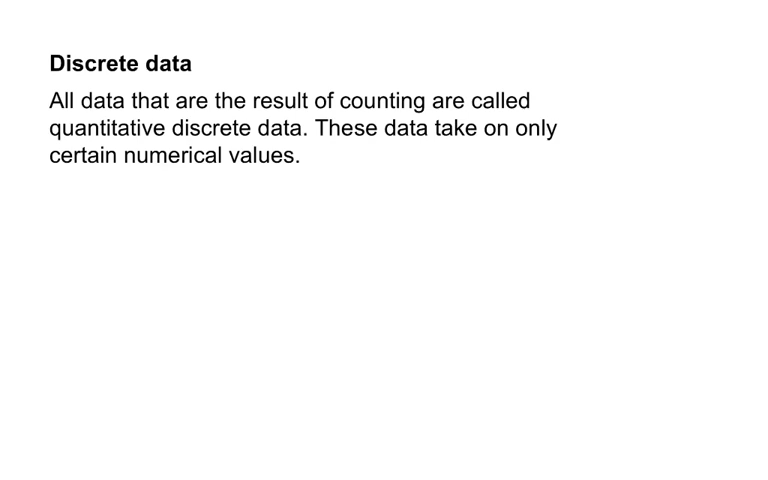 Discrete data
All data that are the result of counting are called
quantitative discrete data. These data take on only
certain numerical values.